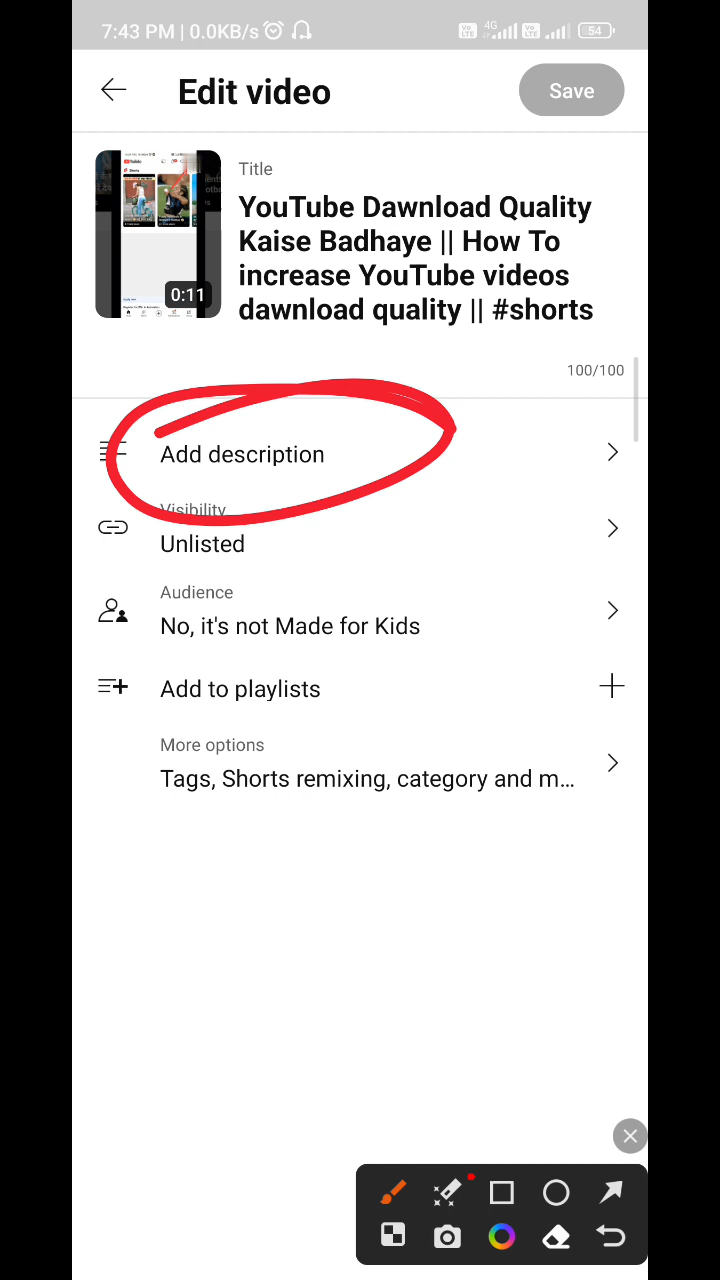 7:43 PM | 0.0KB/s
4G
54
Edit video
Save
Title
YouTube Dawnload Quality
Kaise Badhaye || How To
increase YouTube videos
dawnload quality || #shorts
0:11
100/100
Add description
Visibility
Unlisted
Audience
No, it's not Made for Kids
Add to playlists
More options
Tags, Shorts remixing, category and m...